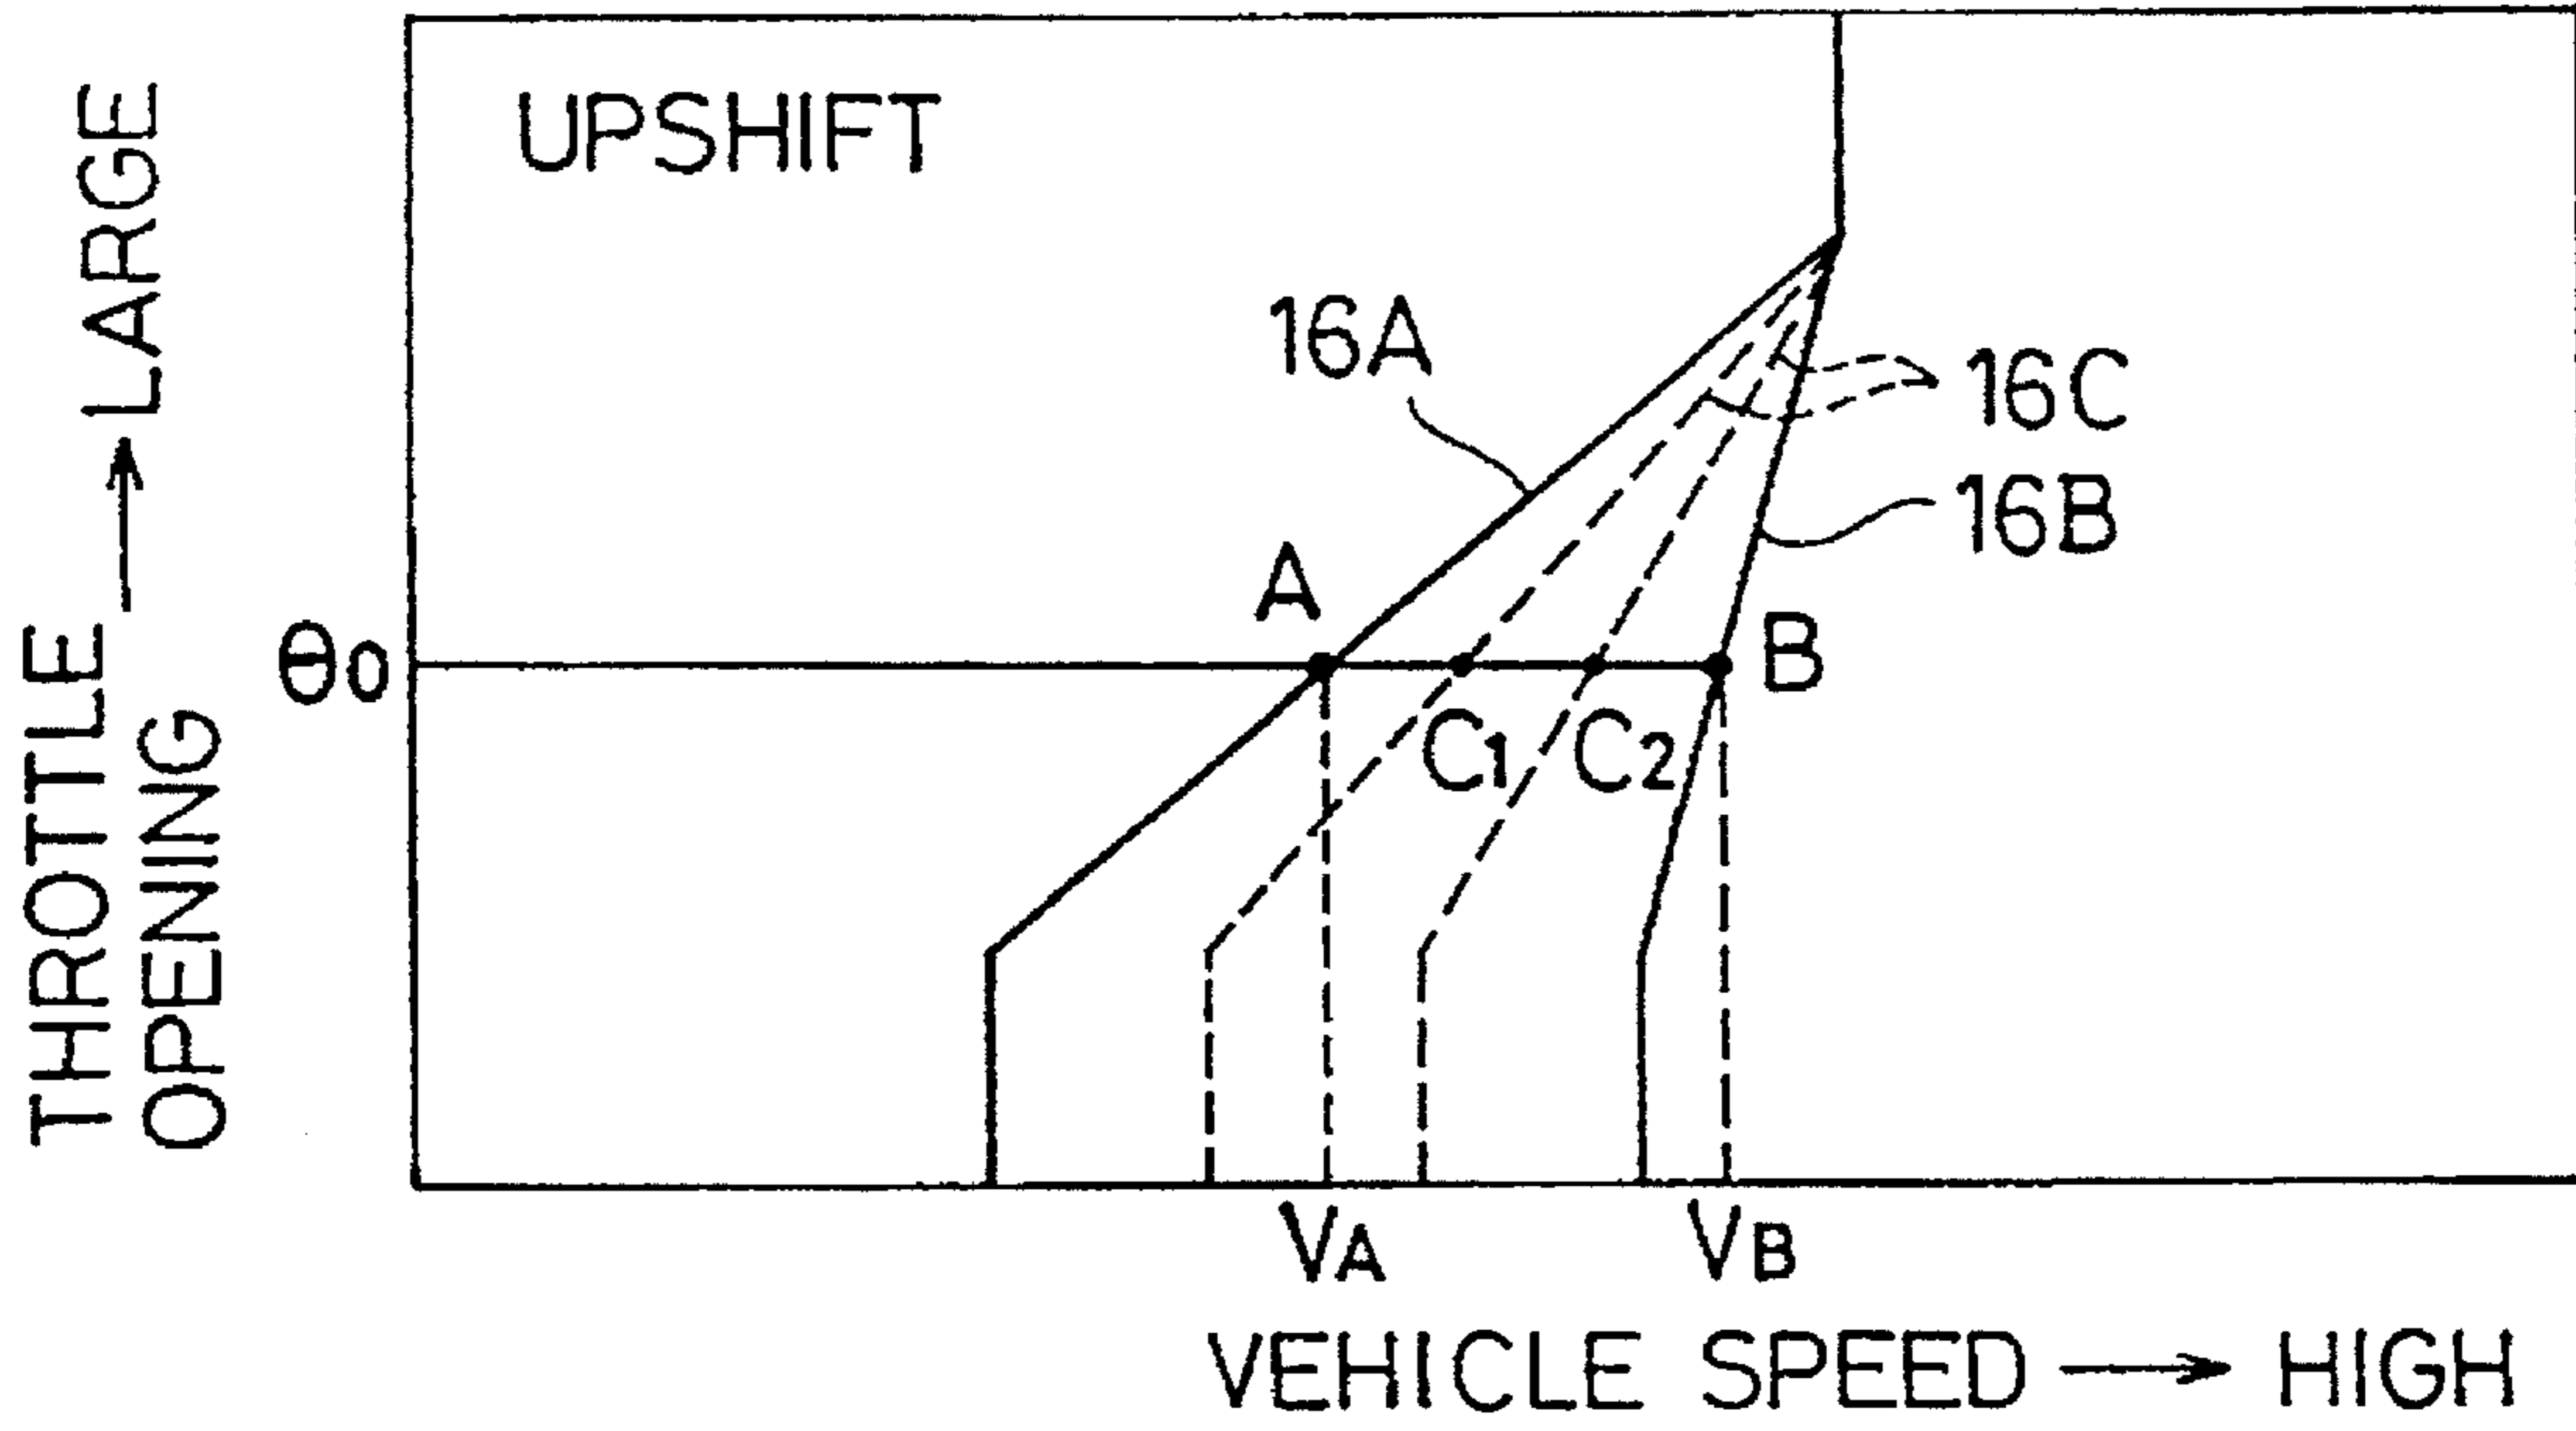 UPSHIFT
THROTTLE → LARGE
OPENING
16A
16C
16B
A
B
θ0
C1
C2
VA
VB
VEHICLE SPEED → HIGH